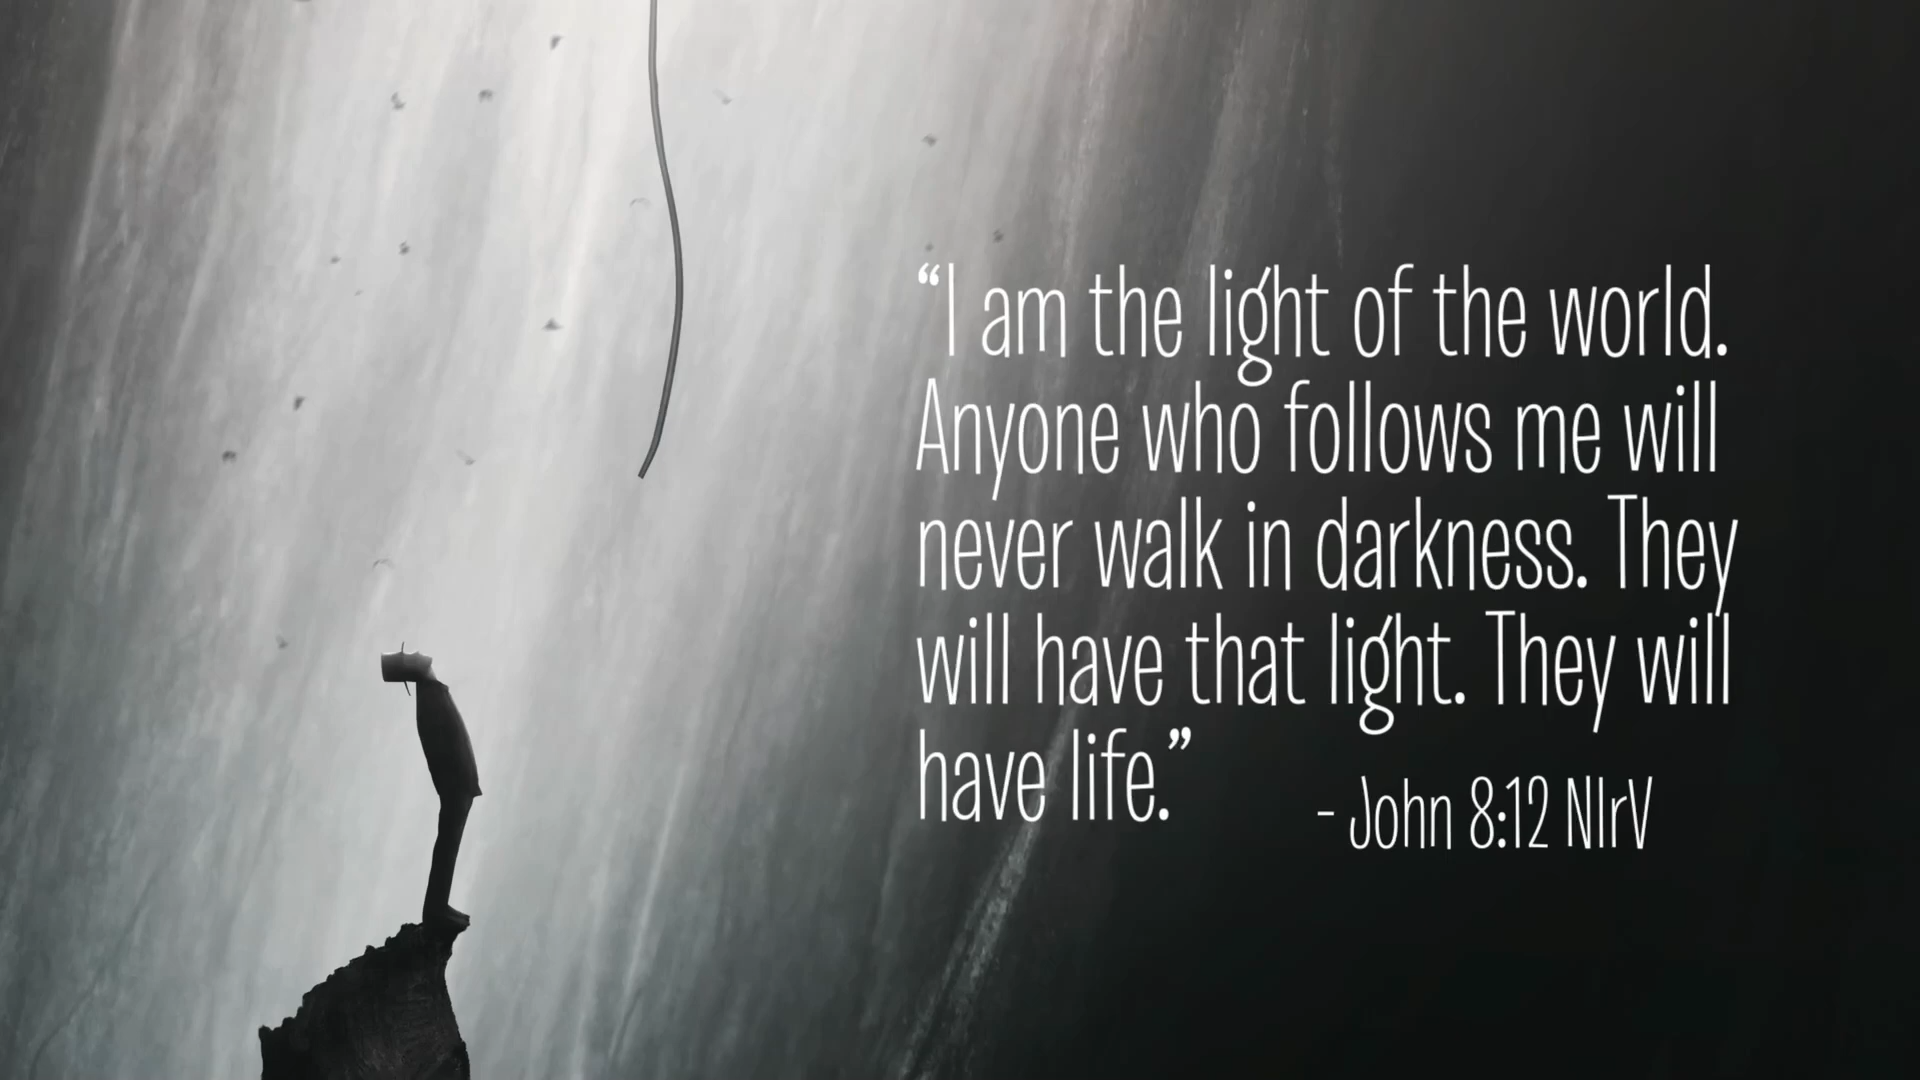 “I am the light of the world.
Anyone who follows me will
never walk in darkness. They
will have that light. They will
have life.”
- John 8:12 NIrV